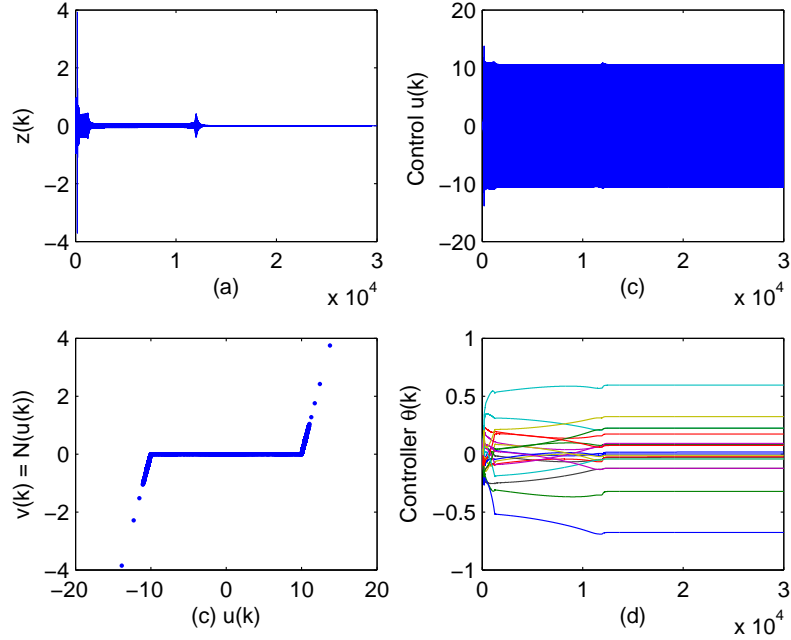 4
2
0
−2
−4
z(k)
0 1 2 3
x 10^4
(a)
20
10
0
−10
−20
Control u(k)
0 1 2 3
x 10^4
(c)
4
2
0
−2
−4
v(k) = N(u(k))
−20 −10 0 10 20
(c) u(k)
1
0.5
0
−0.5
−1
Controller θ(k)
0 1 2 3
x 10^4
(d)